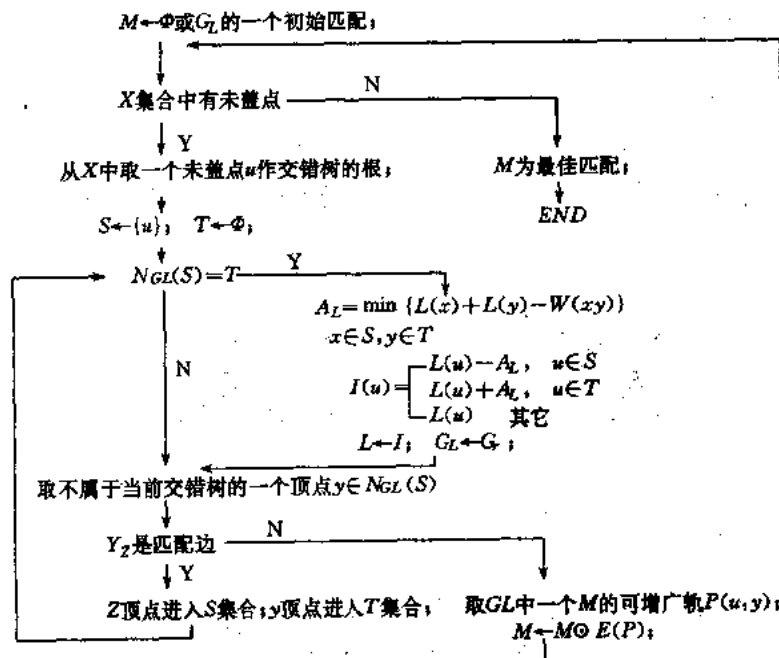 M←Φ或G_L的一个初始匹配;
X集合中有未盖点
N
Y
从X中取一个未盖点u作交错树的根;
M为最佳匹配;
S←{u}; T←Φ;
END
N_GL(S)=T
Y
A_L=min {L(x)+L(y)-W(xy)}
x∈S,y∈T
N
L(u)-A_L, u∈S
I(u)= L(u)+A_L, u∈T
L(u) 其它
L←I; G_L←G_I;
取不属于当前交错树的一个顶点y∈N_GL(S)
Y_Z是匹配边
N
Y
Z顶点进入S集合;y顶点进入T集合;
取GL中一个M的可增广轨P(u,y);
M←M⊙E(P);